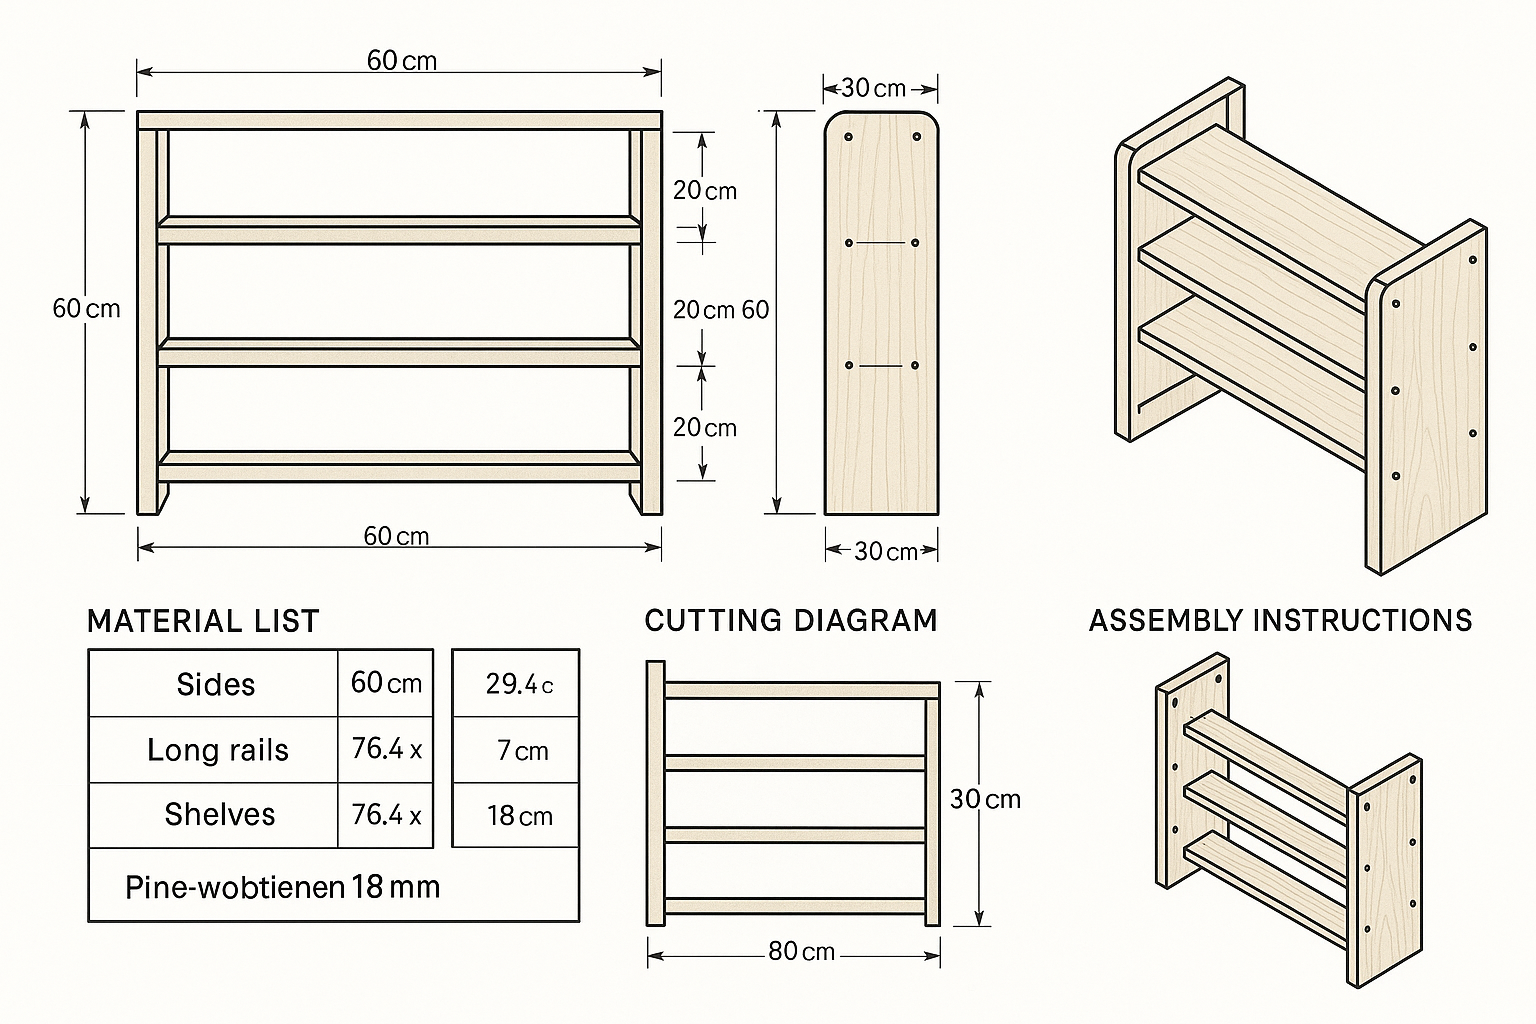 60 cm
30 cm
20 cm
60 cm
20 cm
60
20 cm
60 cm
30 cm
MATERIAL LIST
Sides 60 cm 29.4 c
Long rails 76.4 x 7 cm
Shelves 76.4 x 18 cm
Pine-wobtienen 18 mm
CUTTING DIAGRAM
30 cm
80 cm
ASSEMBLY INSTRUCTIONS